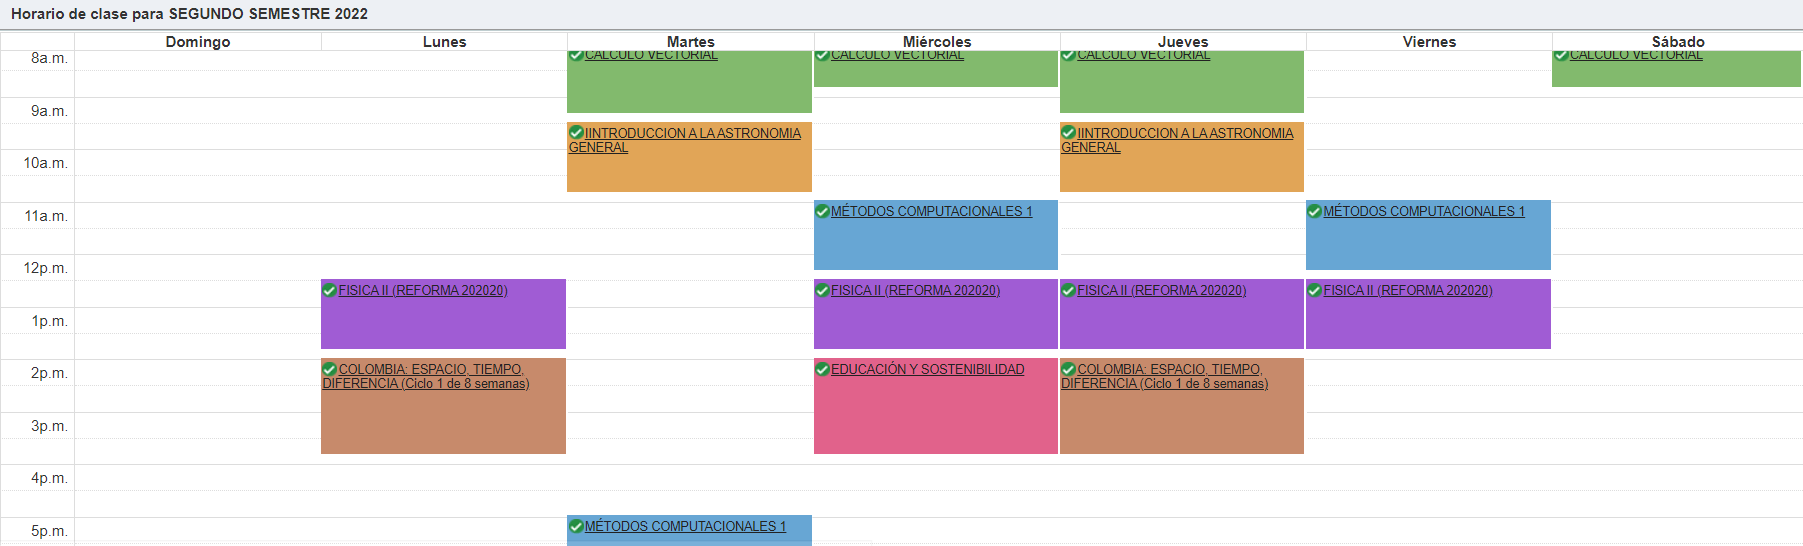 Horario de clase para SEGUNDO SEMESTRE 2022
Domingo Lunes Martes Miércoles Jueves Viernes Sábado
8a.m. CALCULO VECTORIAL CALCULO VECTORIAL CALCULO VECTORIAL CALCULO VECTORIAL
9a.m.
IINTRODUCCION A LA ASTRONOMIA IINTRODUCCION A LA ASTRONOMIA
GENERAL GENERAL
10a.m.
11a.m. MÉTODOS COMPUTACIONALES 1 MÉTODOS COMPUTACIONALES 1
12p.m.
FISICA II (REFORMA 202020) FISICA II (REFORMA 202020) FISICA II (REFORMA 202020) FISICA II (REFORMA 202020)
1p.m.
2p.m. COLOMBIA: ESPACIO, TIEMPO, EDUCACIÓN Y SOSTENIBILIDAD COLOMBIA: ESPACIO, TIEMPO,
DIFERENCIA (Ciclo 1 de 8 semanas) DIFERENCIA (Ciclo 1 de 8 semanas)
3p.m.
4p.m.
5p.m. MÉTODOS COMPUTACIONALES 1